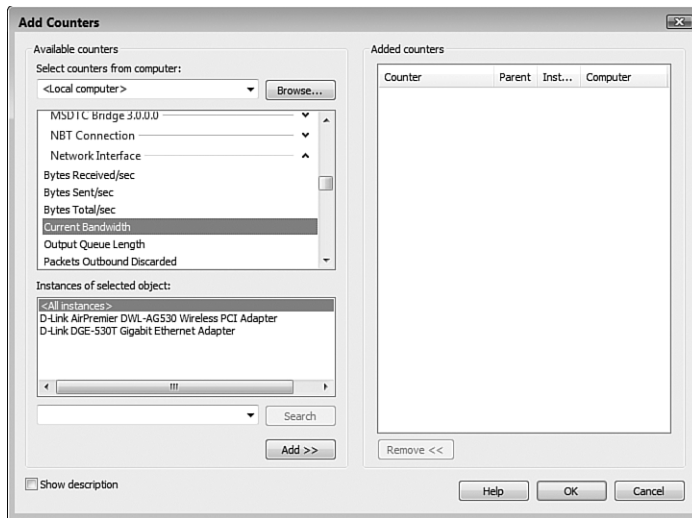 Add Counters
Available counters
Select counters from computer:
<Local computer>
Browse...
MSDTC Bridge 3.0.0.0
NBT Connection
Network Interface
Bytes Received/sec
Bytes Sent/sec
Bytes Total/sec
Current Bandwidth
Output Queue Length
Packets Outbound Discarded
Instances of selected object:
<All instances>
D-Link AirPremier DWL-AG530 Wireless PCI Adapter
D-Link DGE-530T Gigabit Ethernet Adapter
Search
Add >>
Show description
Added counters
Counter Parent Inst... Computer
Remove <<
Help OK Cancel